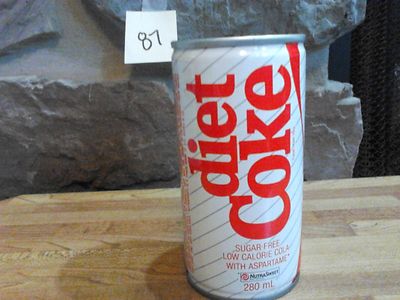 87
diet
Coke
SUGAR FREE
LOW CALORIE COLA
WITH ASPARTAME*
NUTRASWEET
280 mL